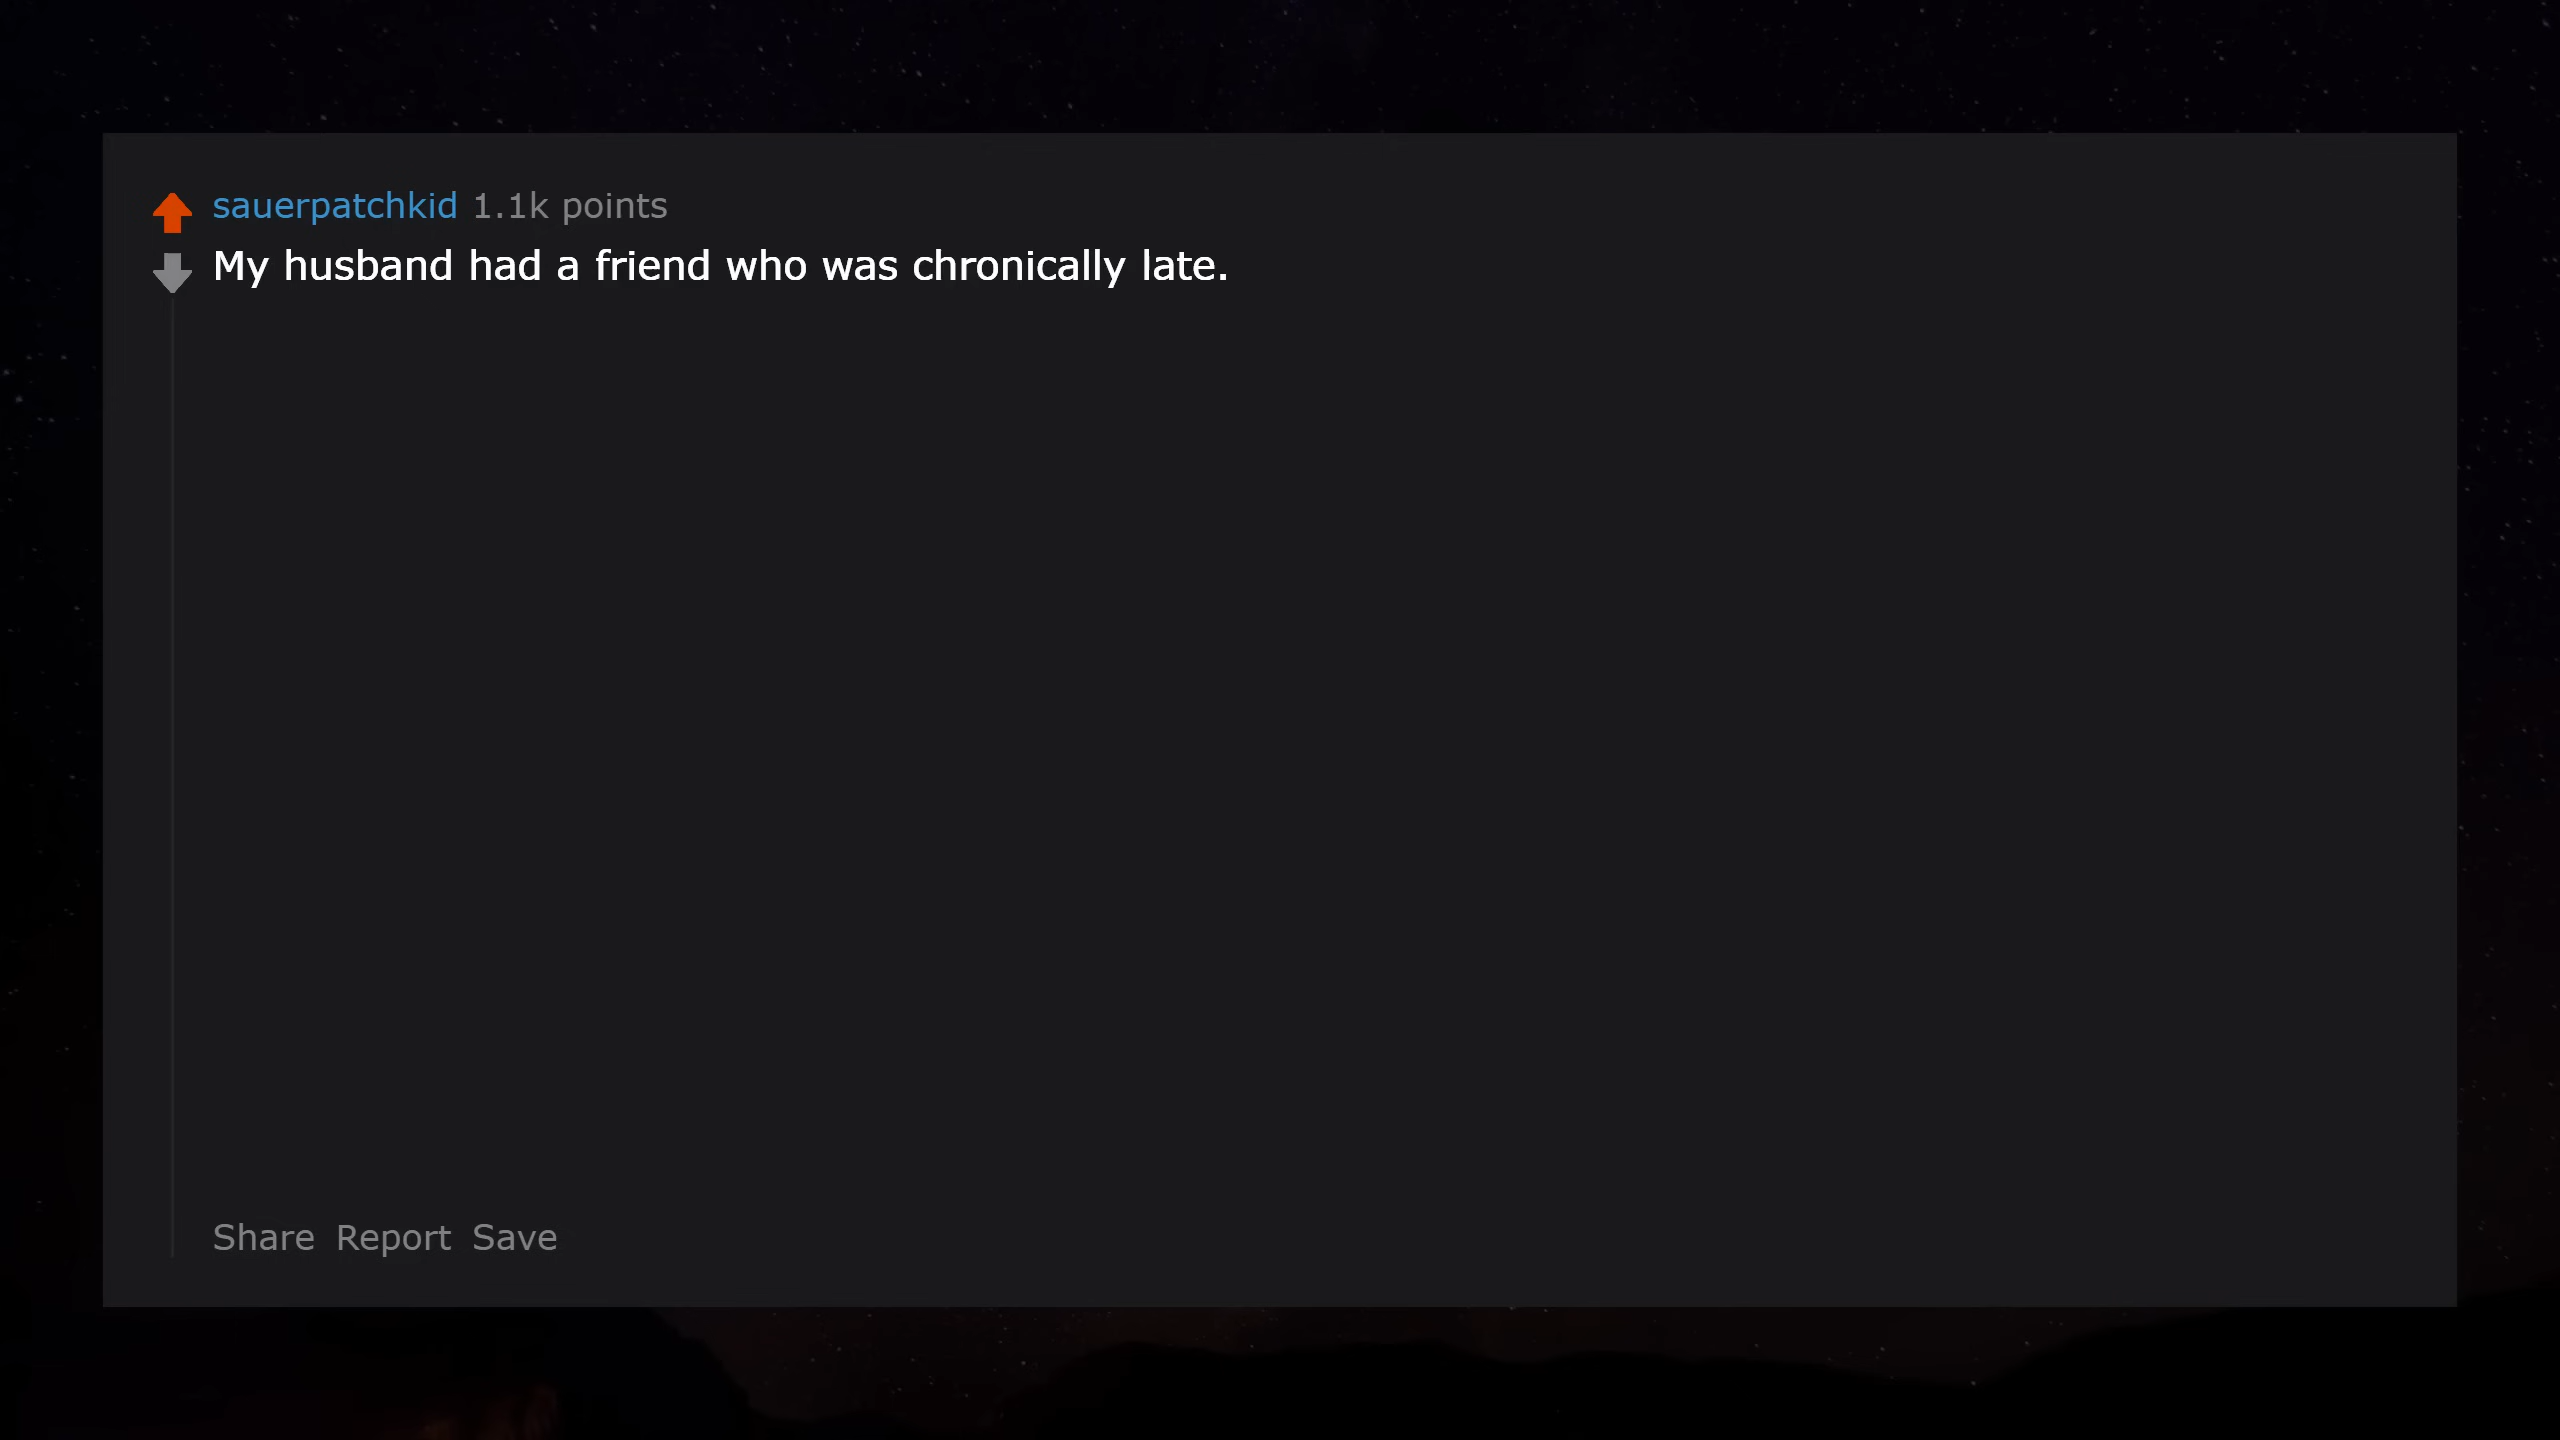 sauerpatchkid 1.1k points
My husband had a friend who was chronically late.
Share Report Save